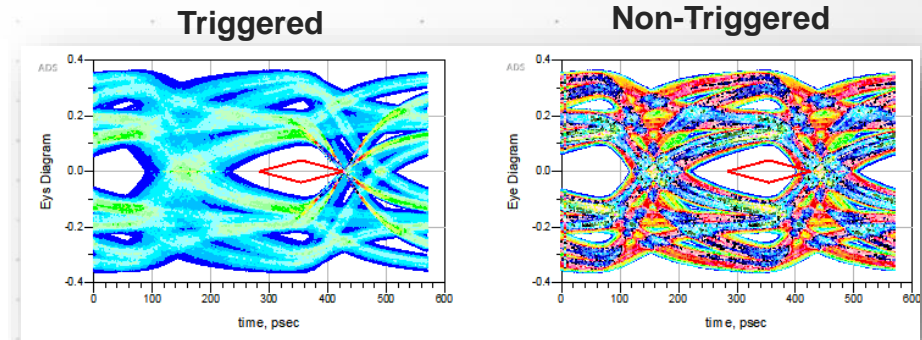 Triggered
Non-Triggered
ADS
Eys Diagram
0.4
0.2
0.0
-0.2
-0.4
0 100 200 300 400 500 600
time, psec
ADS
Eye Diagram
0.4
0.2
0.0
-0.2
-0.4
0 100 200 300 400 500 600
time, psec